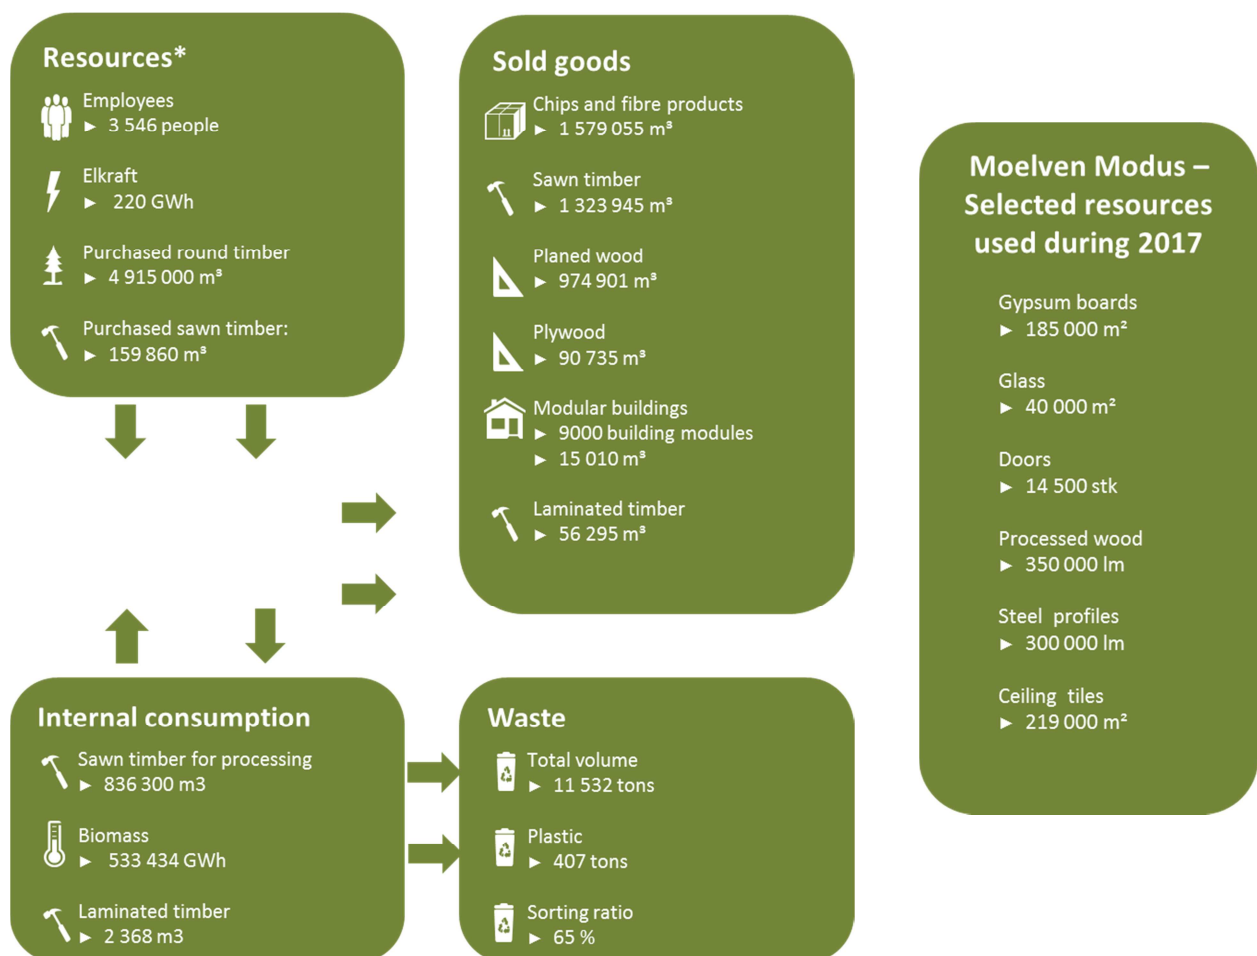 Resources*
Employees
► 3 546 people
Elkraft
► 220 GWh
Purchased round timber
► 4 915 000 m³
Purchased sawn timber:
► 159 860 m³
Sold goods
Chips and fibre products
► 1 579 055 m³
Sawn timber
► 1 323 945 m³
Planed wood
► 974 901 m³
Plywood
► 90 735 m³
Modular buildings
► 9000 building modules
► 15 010 m³
Laminated timber
► 56 295 m³
Moelven Modus –
Selected resources
used during 2017
Gypsum boards
► 185 000 m²
Glass
► 40 000 m²
Doors
► 14 500 stk
Processed wood
► 350 000 lm
Steel profiles
► 300 000 lm
Ceiling tiles
► 219 000 m²
Internal consumption
Sawn timber for processing
► 836 300 m3
Biomass
► 533 434 GWh
Laminated timber
► 2 368 m3
Waste
Total volume
► 11 532 tons
Plastic
► 407 tons
Sorting ratio
► 65 %